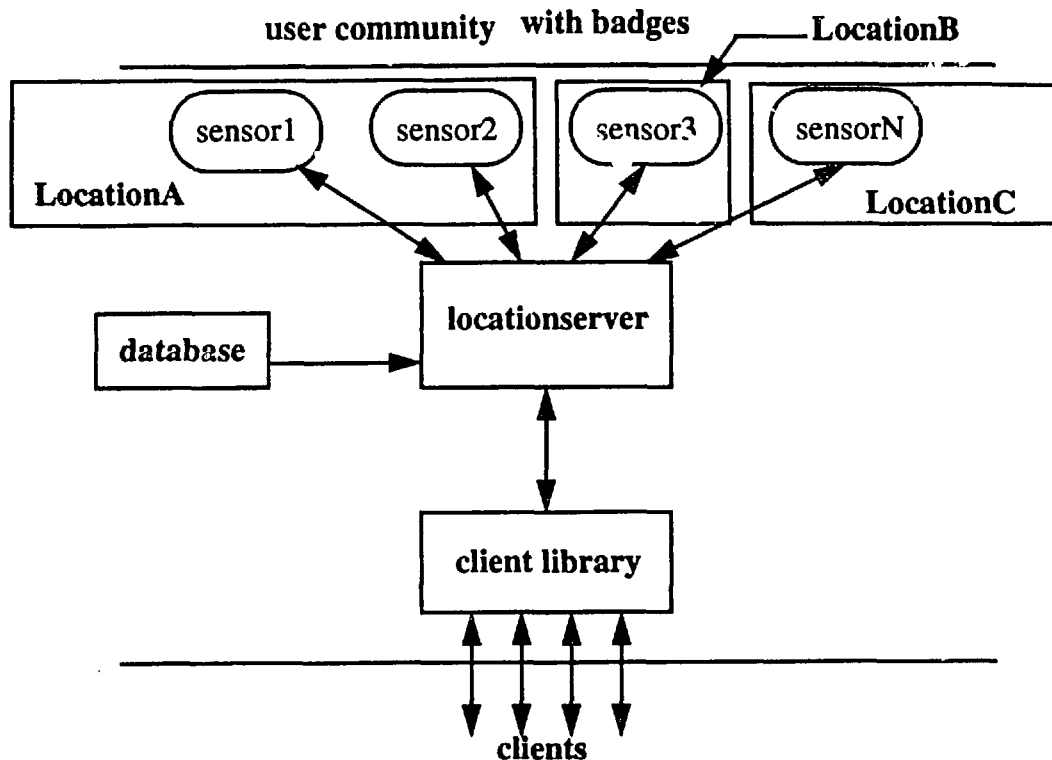 user community with badges
LocationB
sensor1
sensor2
sensor3
sensorN
LocationA
LocationC
locationserver
database
client library
clients